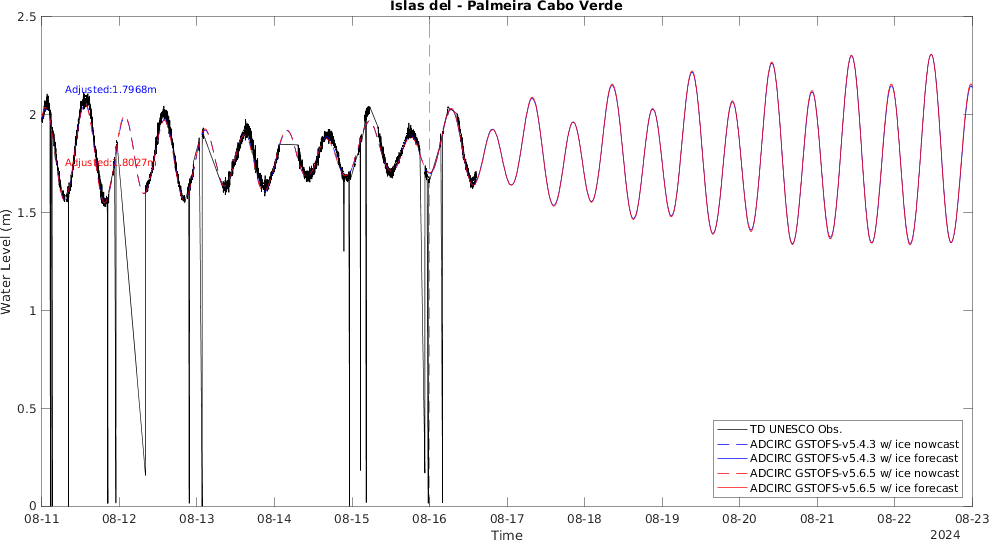 Islas del - Palmeira Cabo Verde
2.5
2
1.5
1
0.5
0
Water Level (m)
Adjusted:1.7968m
Adjusted:1.8027m
TD UNESCO Obs.
ADCIRC GSTOFS-v5.4.3 w/ ice nowcast
ADCIRC GSTOFS-v5.4.3 w/ ice forecast
ADCIRC GSTOFS-v5.6.5 w/ ice nowcast
ADCIRC GSTOFS-v5.6.5 w/ ice forecast
08-11 08-12 08-13 08-14 08-15 08-16 08-17 08-18 08-19 08-20 08-21 08-22 08-23
Time
2024